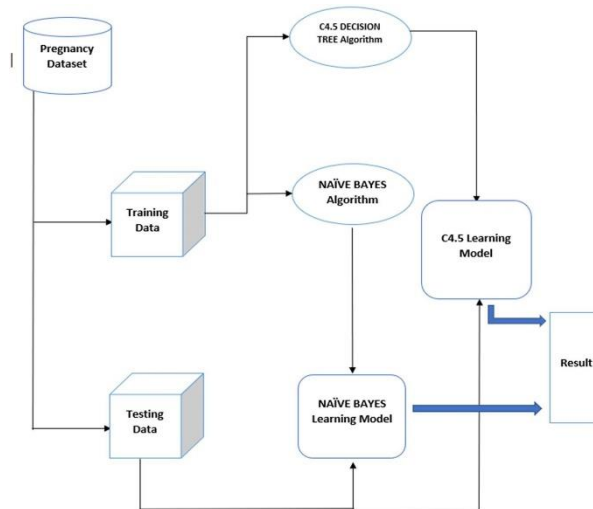 Pregnancy
Dataset
C4.5 DECISION
TREE Algorithm
Training
Data
NAÏVE BAYES
Algorithm
C4.5 Learning
Model
Result
Testing
Data
NAÏVE BAYES
Learning Model